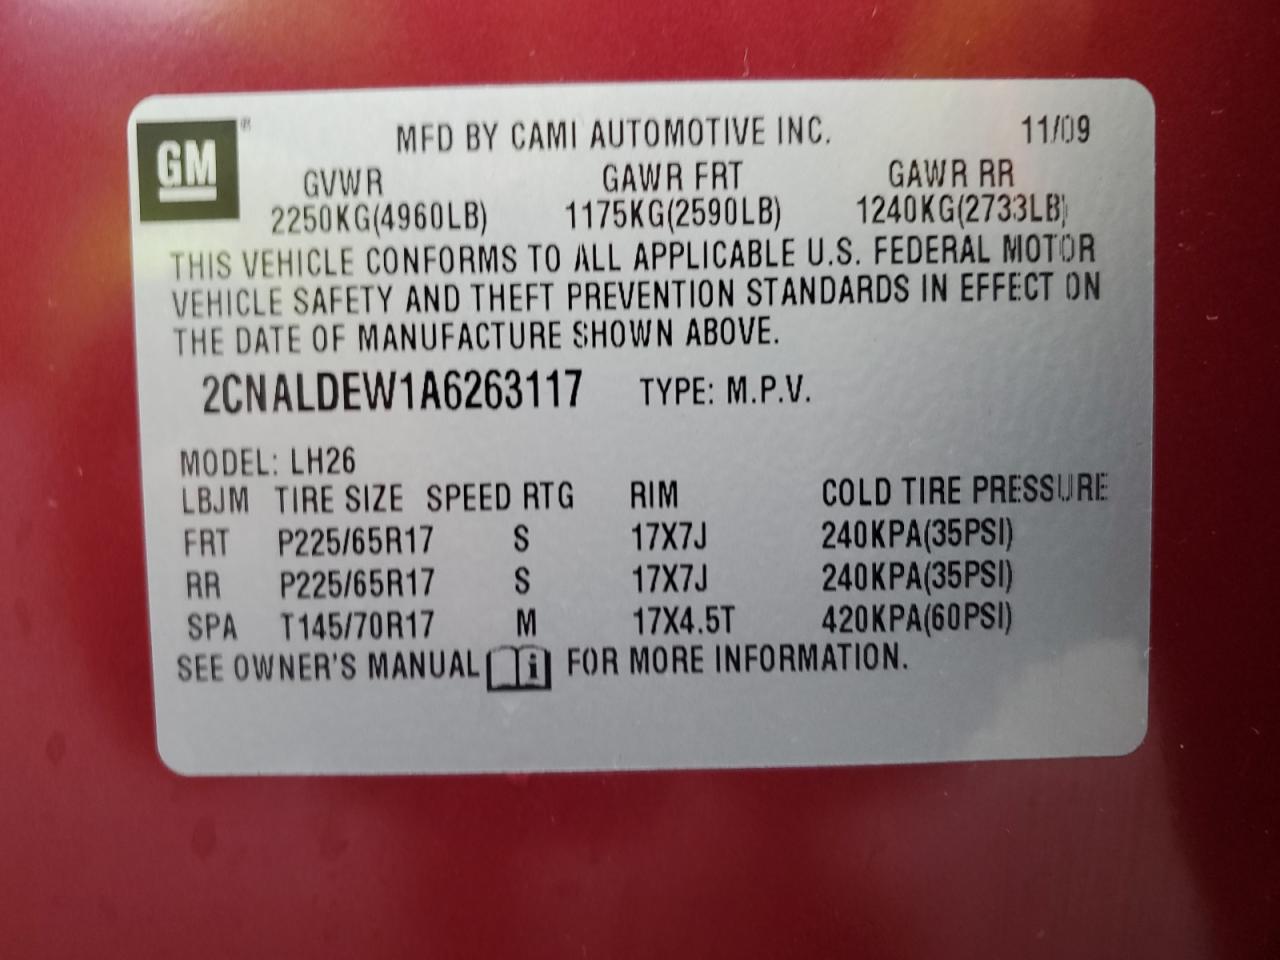 GM ® MFD BY CAMI AUTOMOTIVE INC. 11/09
GVWR GAWR FRT GAWR RR
2250KG(4960LB) 1175KG(2590LB) 1240KG(2733LB)
THIS VEHICLE CONFORMS TO ALL APPLICABLE U.S. FEDERAL MOTOR
VEHICLE SAFETY AND THEFT PREVENTION STANDARDS IN EFFECT ON
THE DATE OF MANUFACTURE SHOWN ABOVE.
2CNALDEW1A6263117 TYPE: M.P.V.
MODEL: LH26
LBJM TIRE SIZE SPEED RTG RIM COLD TIRE PRESSURE
FRT P225/65R17 S 17X7J 240KPA(35PSI)
RR P225/65R17 S 17X7J 240KPA(35PSI)
SPA T145/70R17 M 17X4.5T 420KPA(60PSI)
SEE OWNER'S MANUAL i FOR MORE INFORMATION.